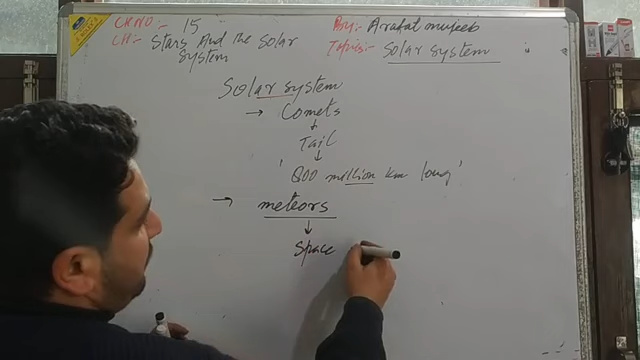 CH NO:- 15
By:- Arafat mujeeb
CH:- Stars And the Solar System
Topic:- Solar system
Solar system
→ Comets
↓
Tail
↓
' 800 million km long '
→ meteors
↓
Space